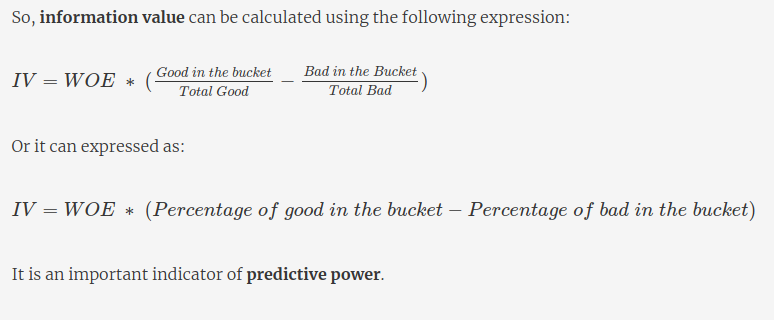 So, information value can be calculated using the following expression:
IV = WOE * (Good in the bucket / Total Good − Bad in the Bucket / Total Bad)
Or it can expressed as:
IV = WOE * (Percentage of good in the bucket − Percentage of bad in the bucket)
It is an important indicator of predictive power.